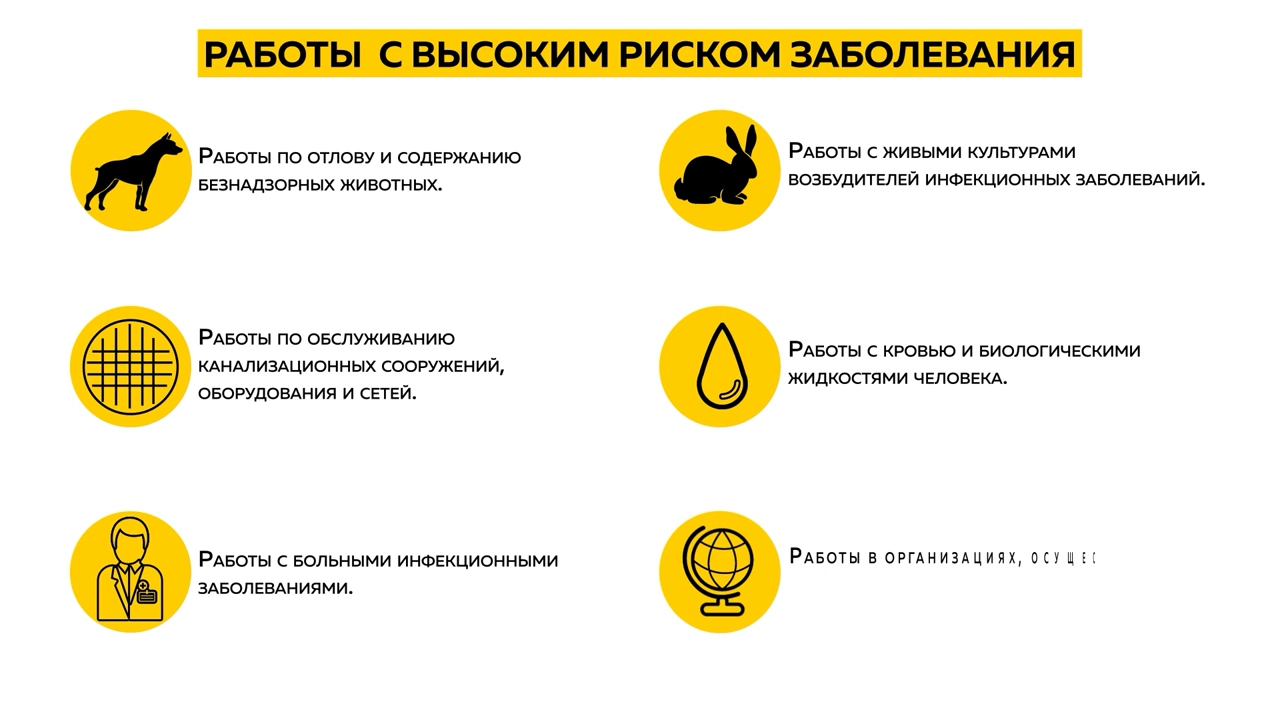 РАБОТЫ С ВЫСОКИМ РИСКОМ ЗАБОЛЕВАНИЯ
Работы по отлову и содержанию
безнадзорных животных.
Работы с живыми культурами
возбудителей инфекционных заболеваний.
Работы по обслуживанию
канализационных сооружений,
оборудования и сетей.
Работы с кровью и биологическими
жидкостями человека.
Работы с больными инфекционными
заболеваниями.
Работы в организациях,